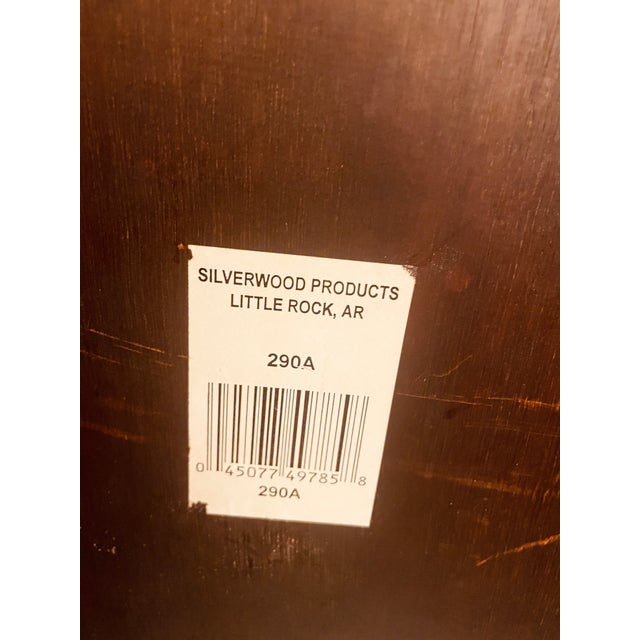 SILVERWOOD PRODUCTS
LITTLE ROCK, AR
290A
0 45077 49785 8
290A